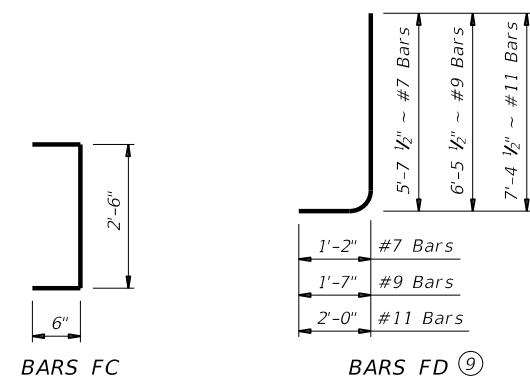 5'-7 ½" ~ #7 Bars
6'-5 ½" ~ #9 Bars
7'-4 ½" ~ #11 Bars
2'-6"
1'-2" #7 Bars
1'-7" #9 Bars
2'-0" #11 Bars
6"
BARS FC
BARS FD 9